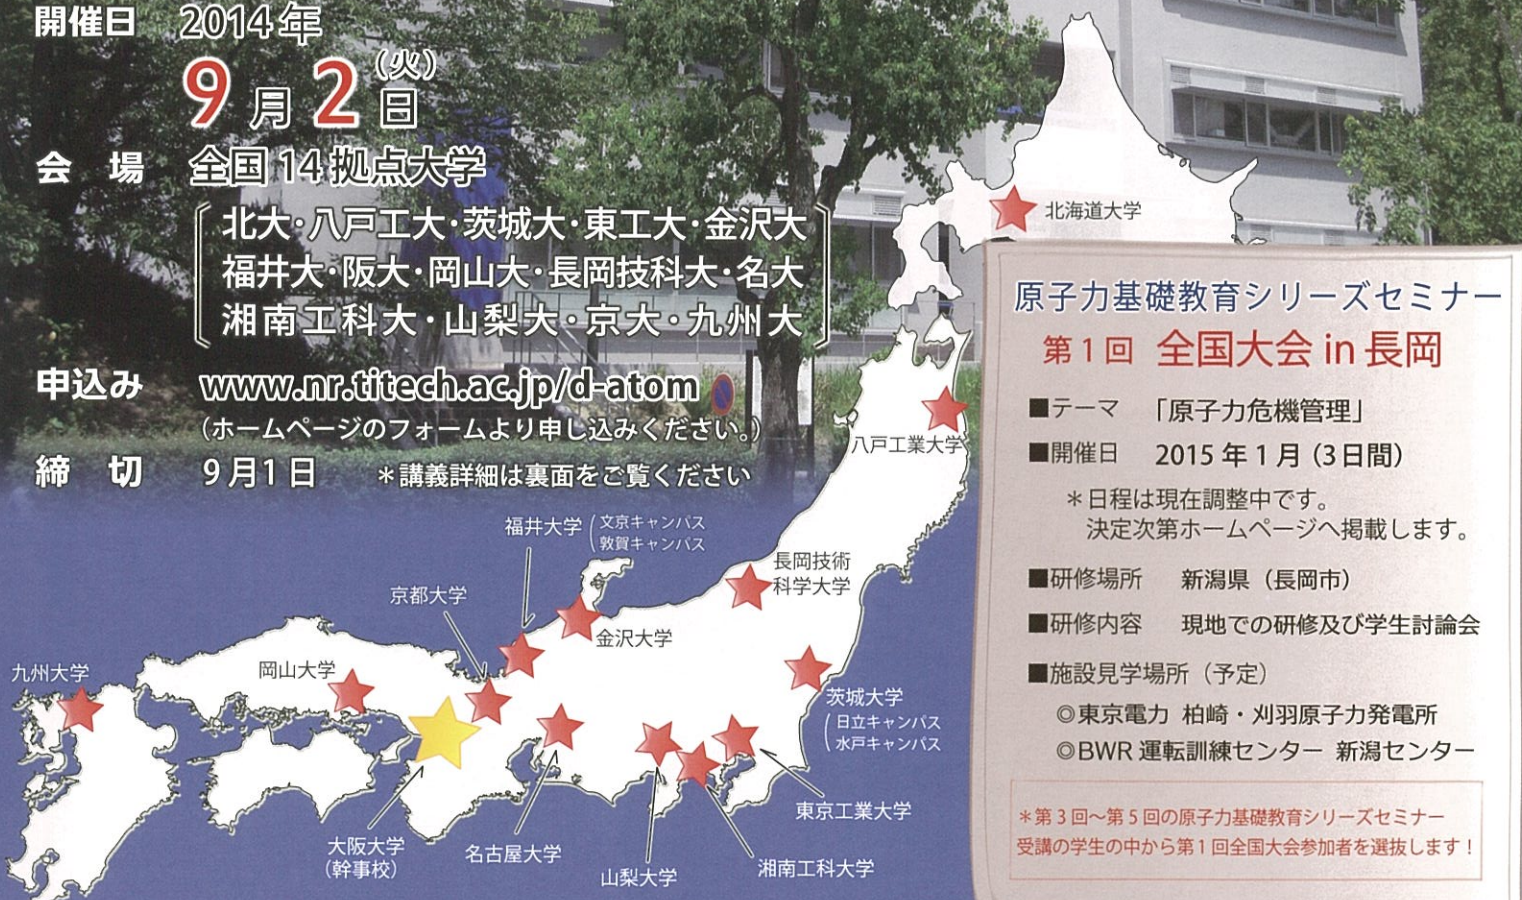 開催日 2014年
9月2日(火)
会場 全国14拠点大学
北大・八戸工大・茨城大・東工大・金沢大
福井大・阪大・岡山大・長岡技科大・名大
湘南工科大・山梨大・京大・九州大
申込み www.nr.titech.ac.jp/d-atom
(ホームページのフォームより申し込みください。)
締切 9月1日 *講義詳細は裏面をご覧ください
北海道大学
八戸工業大学
福井大学(文京キャンパス
敦賀キャンパス
長岡技術
科学大学
京都大学
金沢大学
九州大学
岡山大学
茨城大学
(日立キャンパス
水戸キャンパス
東京工業大学
大阪大学
(幹事校)
名古屋大学
山梨大学
湘南工科大学
原子力基礎教育シリーズセミナー
第1回 全国大会 in 長岡
■テーマ 「原子力危機管理」
■開催日 2015年1月(3日間)
*日程は現在調整中です。
決定次第ホームページへ掲載します。
■研修場所 新潟県(長岡市)
■研修内容 現地での研修及び学生討論会
■施設見学場所(予定)
◎東京電力 柏崎・刈羽原子力発電所
◎BWR運転訓練センター 新潟センター
*第3回～第5回の原子力基礎教育シリーズセミナー
受講の学生の中から第1回全国大会参加者を選抜します!